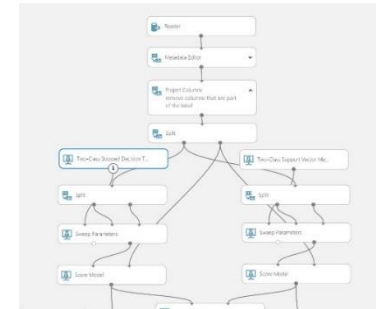 Reader
Metadata Editor
Project Columns
remove columns that are part
of the label
Split
Two-Class Boosted Decision T...
Two-Class Support Vector Ma...
Split
Split
Sweep Parameters
Sweep Parameters
Score Model
Score Model